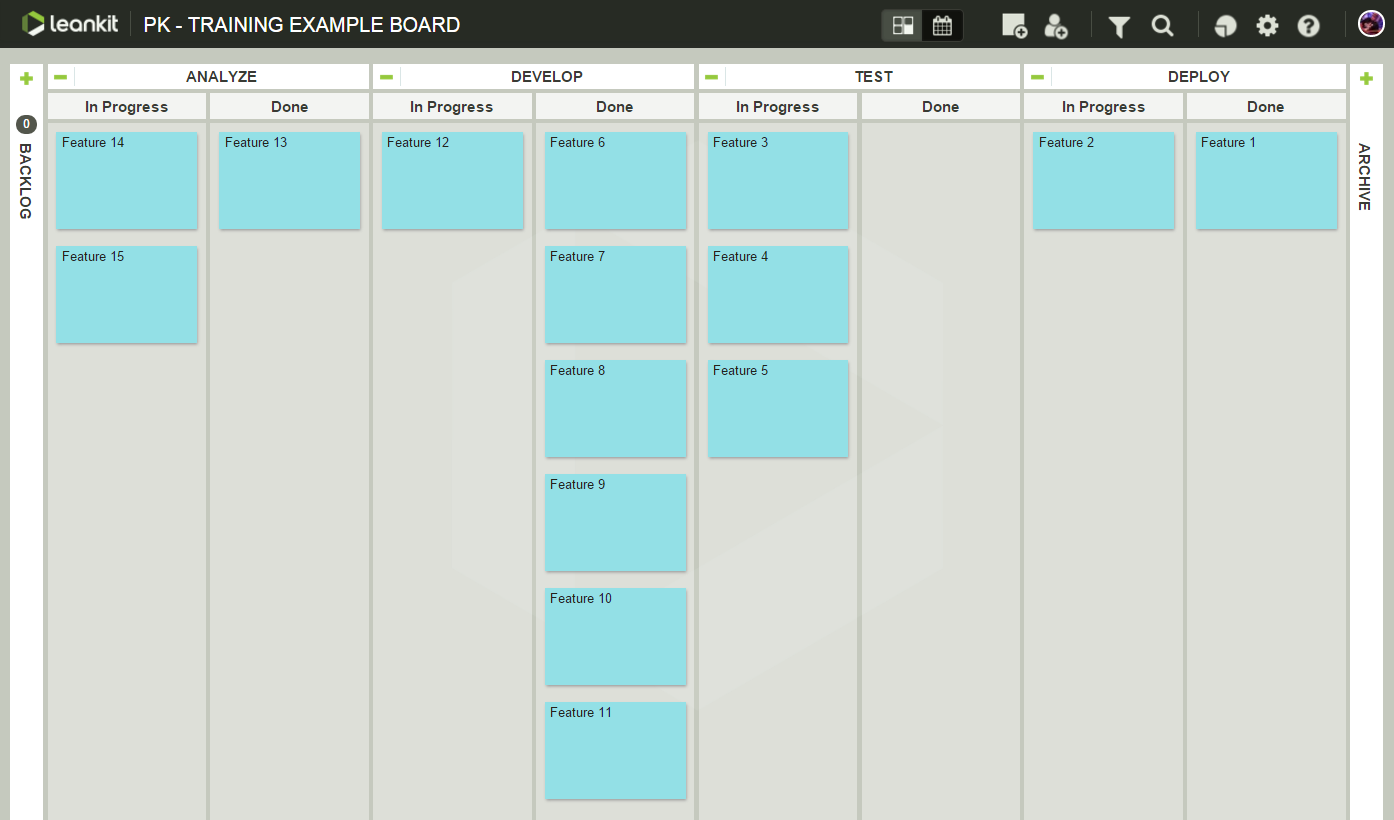 leankit PK - TRAINING EXAMPLE BOARD
ANALYZE DEVELOP TEST DEPLOY
In Progress Done In Progress Done In Progress Done In Progress Done
0
BACKLOG
ARCHIVE
Feature 14 Feature 13 Feature 12 Feature 6 Feature 3 Feature 2 Feature 1
Feature 15 Feature 7 Feature 4
Feature 8 Feature 5
Feature 9
Feature 10
Feature 11